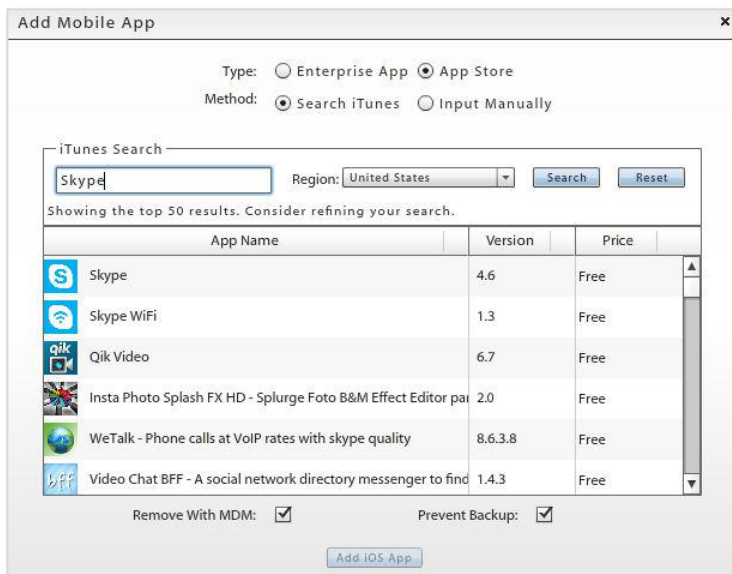 Add Mobile App x
Type: Enterprise App App Store
Method: Search iTunes Input Manually
iTunes Search
Skype Region: United States Search Reset
Showing the top 50 results. Consider refining your search.
App Name Version Price
Skype 4.6 Free
Skype WiFi 1.3 Free
qik Qik Video 6.7 Free
Insta Photo Splash FX HD - Splurge Foto B&M Effect Editor par 2.0 Free
WeTalk - Phone calls at VoIP rates with skype quality 8.6.3.8 Free
bff Video Chat BFF - A social network directory messenger to find 1.4.3 Free
Remove With MDM: Prevent Backup:
Add iOS App